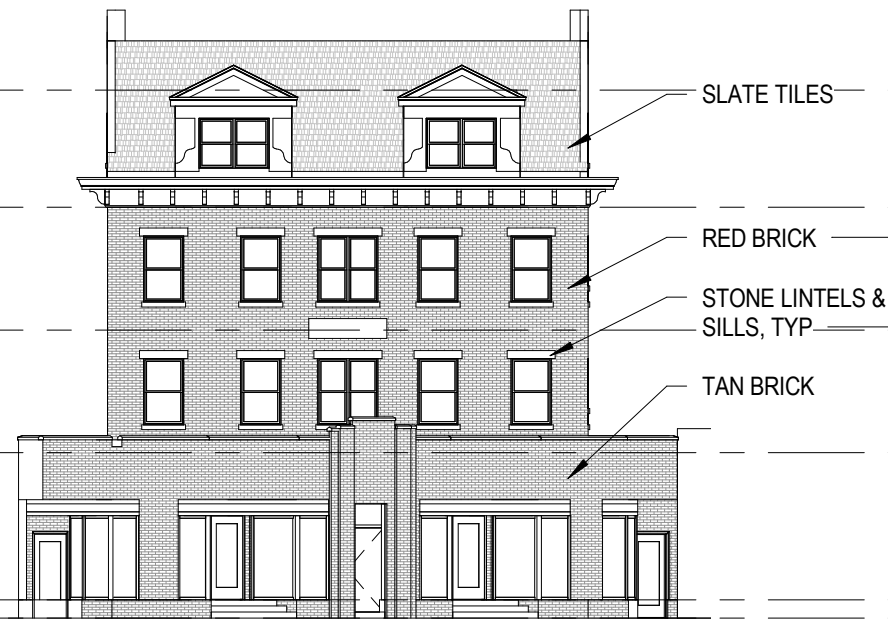 SLATE TILES
RED BRICK
STONE LINTELS &
SILLS, TYP
TAN BRICK